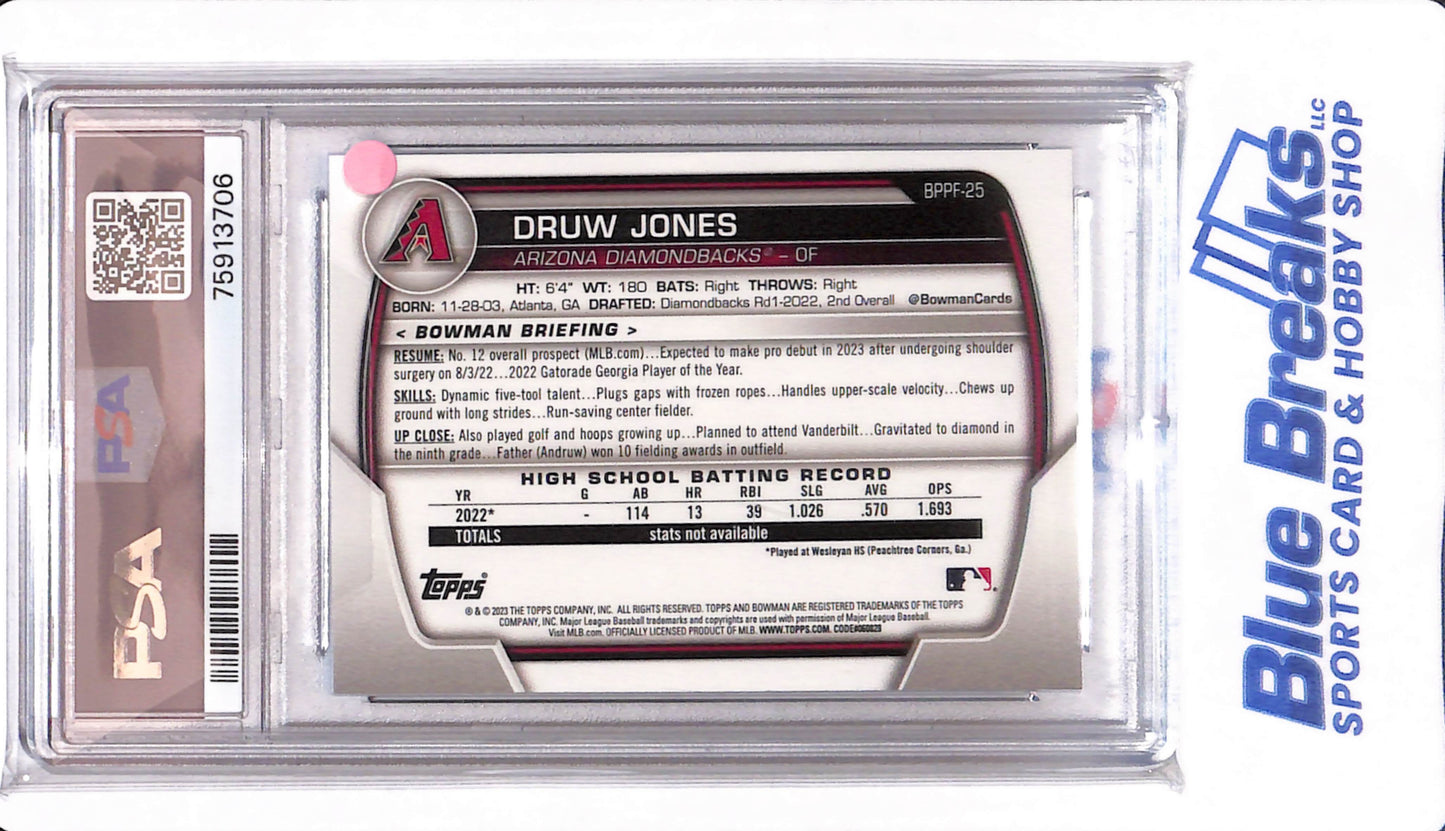 75913706
PSA
PSA
BPPF-25
DRUW JONES
ARIZONA DIAMONDBACKS® – OF
HT: 6'4" WT: 180 BATS: Right THROWS: Right
BORN: 11-28-03, Atlanta, GA DRAFTED: Diamondbacks Rd1-2022, 2nd Overall @BowmanCards
< BOWMAN BRIEFING >
RESUME: No. 12 overall prospect (MLB.com)...Expected to make pro debut in 2023 after undergoing shoulder
surgery on 8/3/22...2022 Gatorade Georgia Player of the Year.
SKILLS: Dynamic five-tool talent...Plugs gaps with frozen ropes...Handles upper-scale velocity...Chews up
ground with long strides...Run-saving center fielder.
UP CLOSE: Also played golf and hoops growing up...Planned to attend Vanderbilt...Gravitated to diamond in
the ninth grade...Father (Andruw) won 10 fielding awards in outfield.
HIGH SCHOOL BATTING RECORD
YR G AB HR RBI SLG AVG OPS
2022* - 114 13 39 1.026 .570 1.693
TOTALS stats not available
*Played at Wesleyan HS (Peachtree Corners, Ga.)
Topps®
® & © 2023 THE TOPPS COMPANY, INC. ALL RIGHTS RESERVED. TOPPS AND BOWMAN ARE REGISTERED TRADEMARKS OF THE TOPPS
COMPANY, INC. Major League Baseball trademarks and copyrights are used with permission of Major League Baseball.
Visit MLB.com. OFFICIALLY LICENSED PRODUCT OF MLB. WWW.TOPPS.COM. CODE#060829
Blue Breaks LLC
SPORTS CARD & HOBBY SHOP